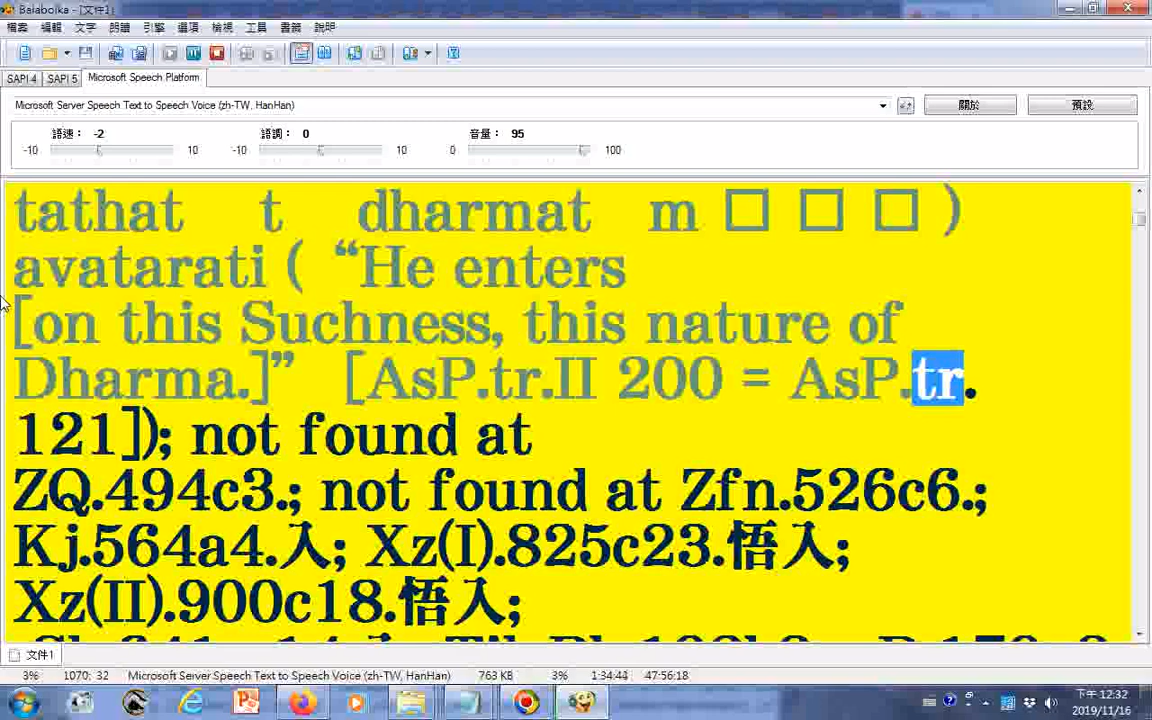 Balabolka - [文件1]
檔案 編輯 文字 朗讀 引擎 選項 檢視 工具 書籤 說明
SAPI 4 SAPI 5 Microsoft Speech Platform
Microsoft Server Speech Text to Speech Voice (zh-TW, HanHan) 關於 預設
語速： -2 語調： 0 音量： 95
-10 10 -10 10 0 100
tathat t dharmat m □ □ □ )
avatarati ( “He enters
[on this Suchness, this nature of
Dharma.]” [AsP.tr.II 200 = AsP.tr.
121]); not found at
ZQ.494c3.; not found at Zfn.526c6.;
Kj.564a4.入; Xz(I).825c23.悟入;
Xz(II).900c18.悟入;
文件1
3% 1070: 32 Microsoft Server Speech Text to Speech Voice (zh-TW, HanHan) 763 KB 3% 1:34:44 47:56:18
下午 12:32
2019/11/16